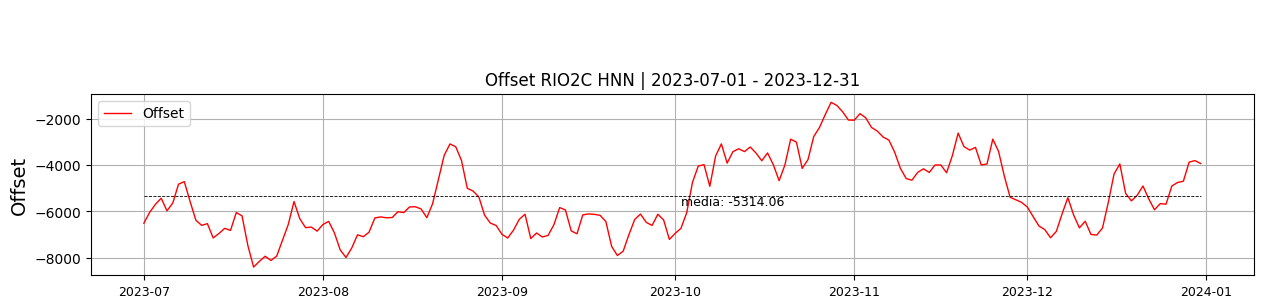 Offset RIO2C HNN | 2023-07-01 - 2023-12-31
Offset
Offset
−2000
−4000
−6000
−8000
media: -5314.06
2023-07
2023-08
2023-09
2023-10
2023-11
2023-12
2024-01